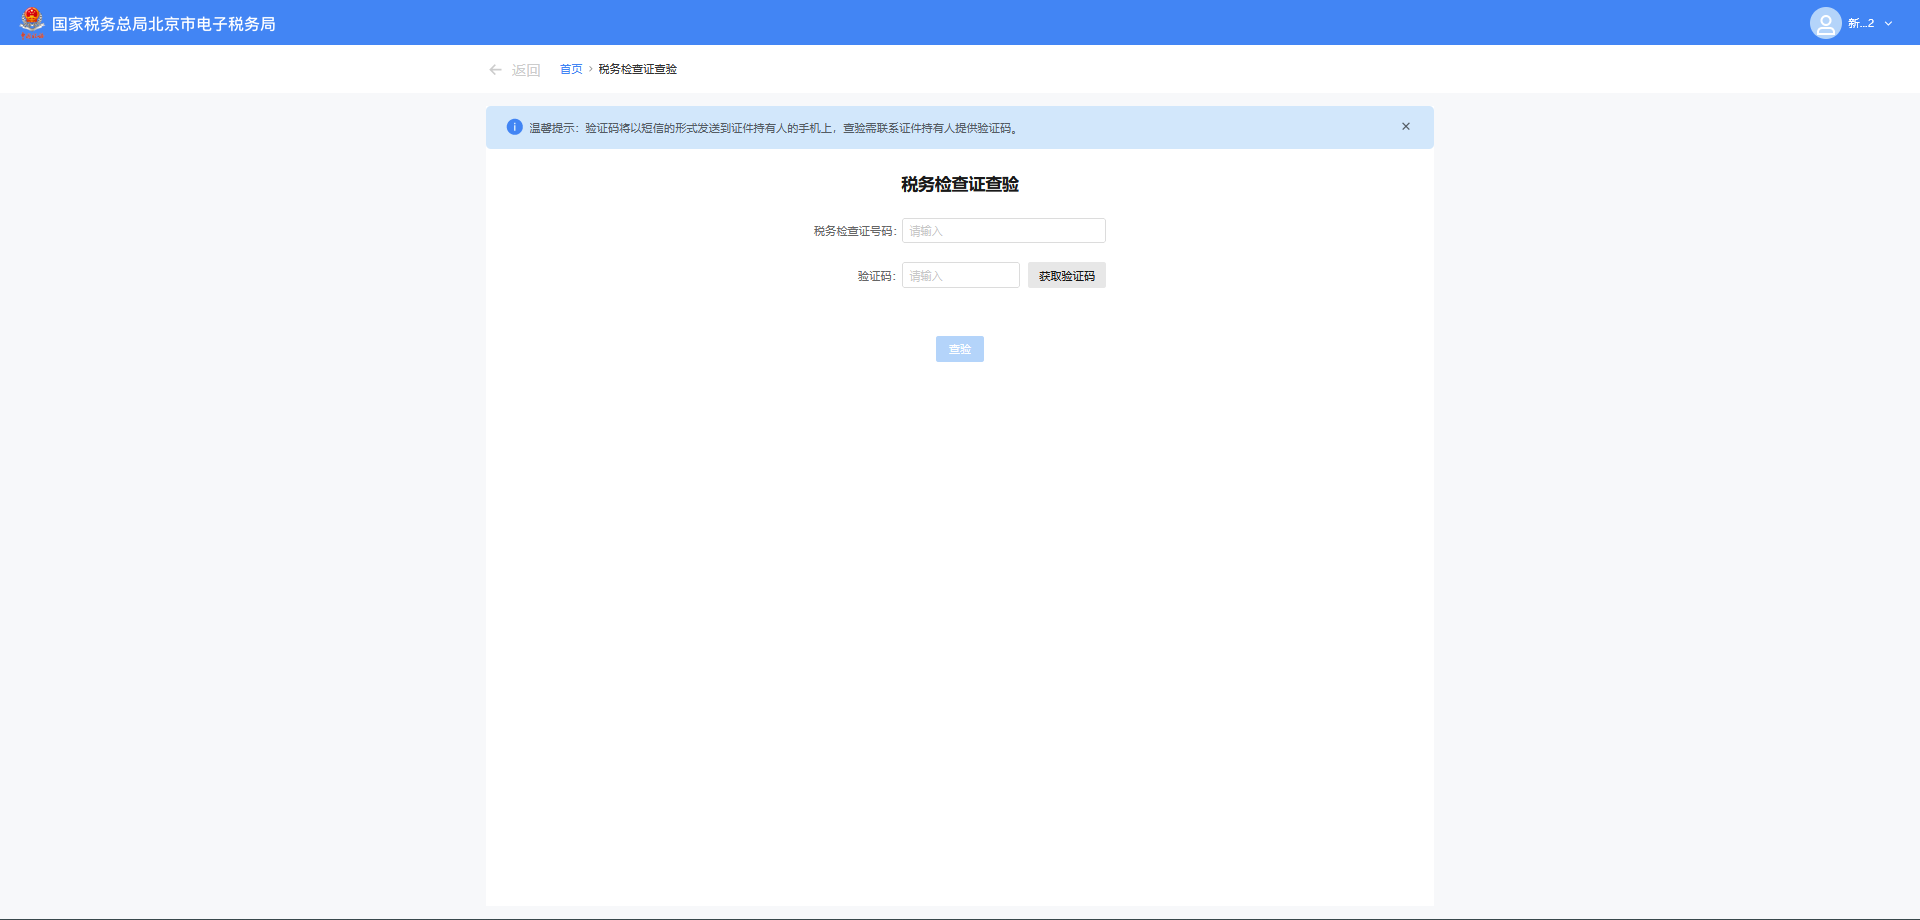 国家税务总局北京市电子税务局
新...2
返回 首页 > 税务检查证查验
温馨提示：验证码将以短信的形式发送到证件持有人的手机上，查验需联系证件持有人提供验证码。
税务检查证查验
税务检查证号码： 请输入
验证码： 请输入 获取验证码
查验